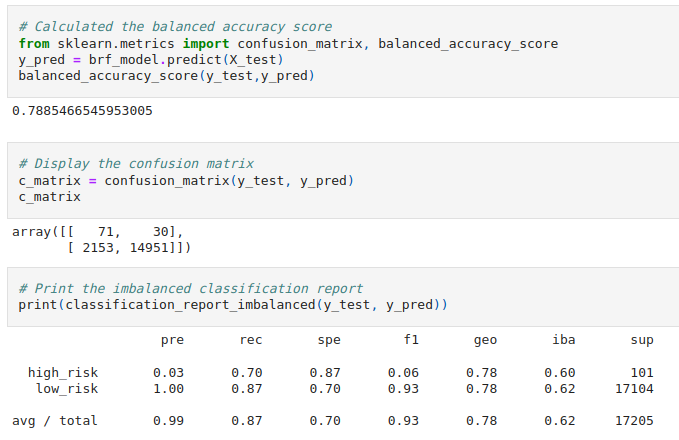 # Calculated the balanced accuracy score
from sklearn.metrics import confusion_matrix, balanced_accuracy_score
y_pred = brf_model.predict(X_test)
balanced_accuracy_score(y_test,y_pred)
0.7885466545953005
# Display the confusion matrix
c_matrix = confusion_matrix(y_test, y_pred)
c_matrix
array([[   71,    30],
       [ 2153, 14951]])
# Print the imbalanced classification report
print(classification_report_imbalanced(y_test, y_pred))
pre rec spe f1 geo iba sup
high_risk 0.03 0.70 0.87 0.06 0.78 0.60 101
low_risk 1.00 0.87 0.70 0.93 0.78 0.62 17104
avg / total 0.99 0.87 0.70 0.93 0.78 0.62 17205